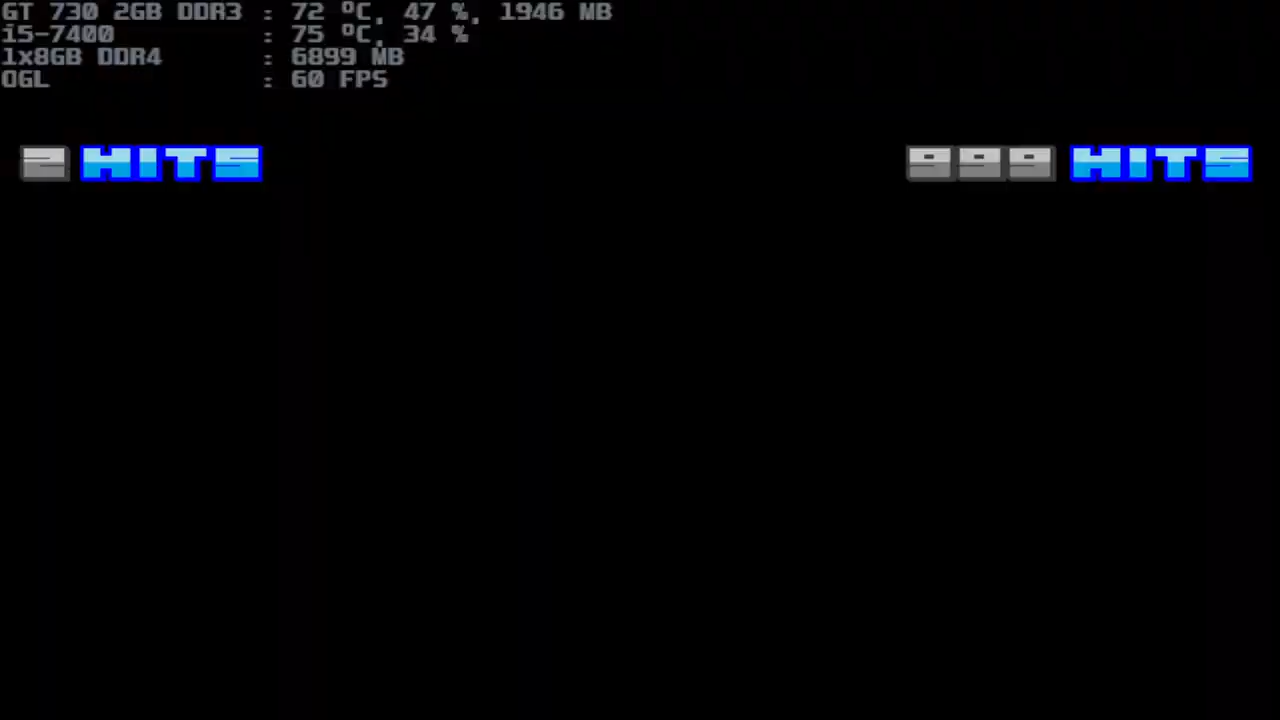 GT 730 2GB DDR3 : 72 ºC, 47 %, 1946 MB
i5-7400 : 75 ºC, 34 %
1x8GB DDR4 : 6899 MB
OGL : 60 FPS
2 HITS 999 HITS